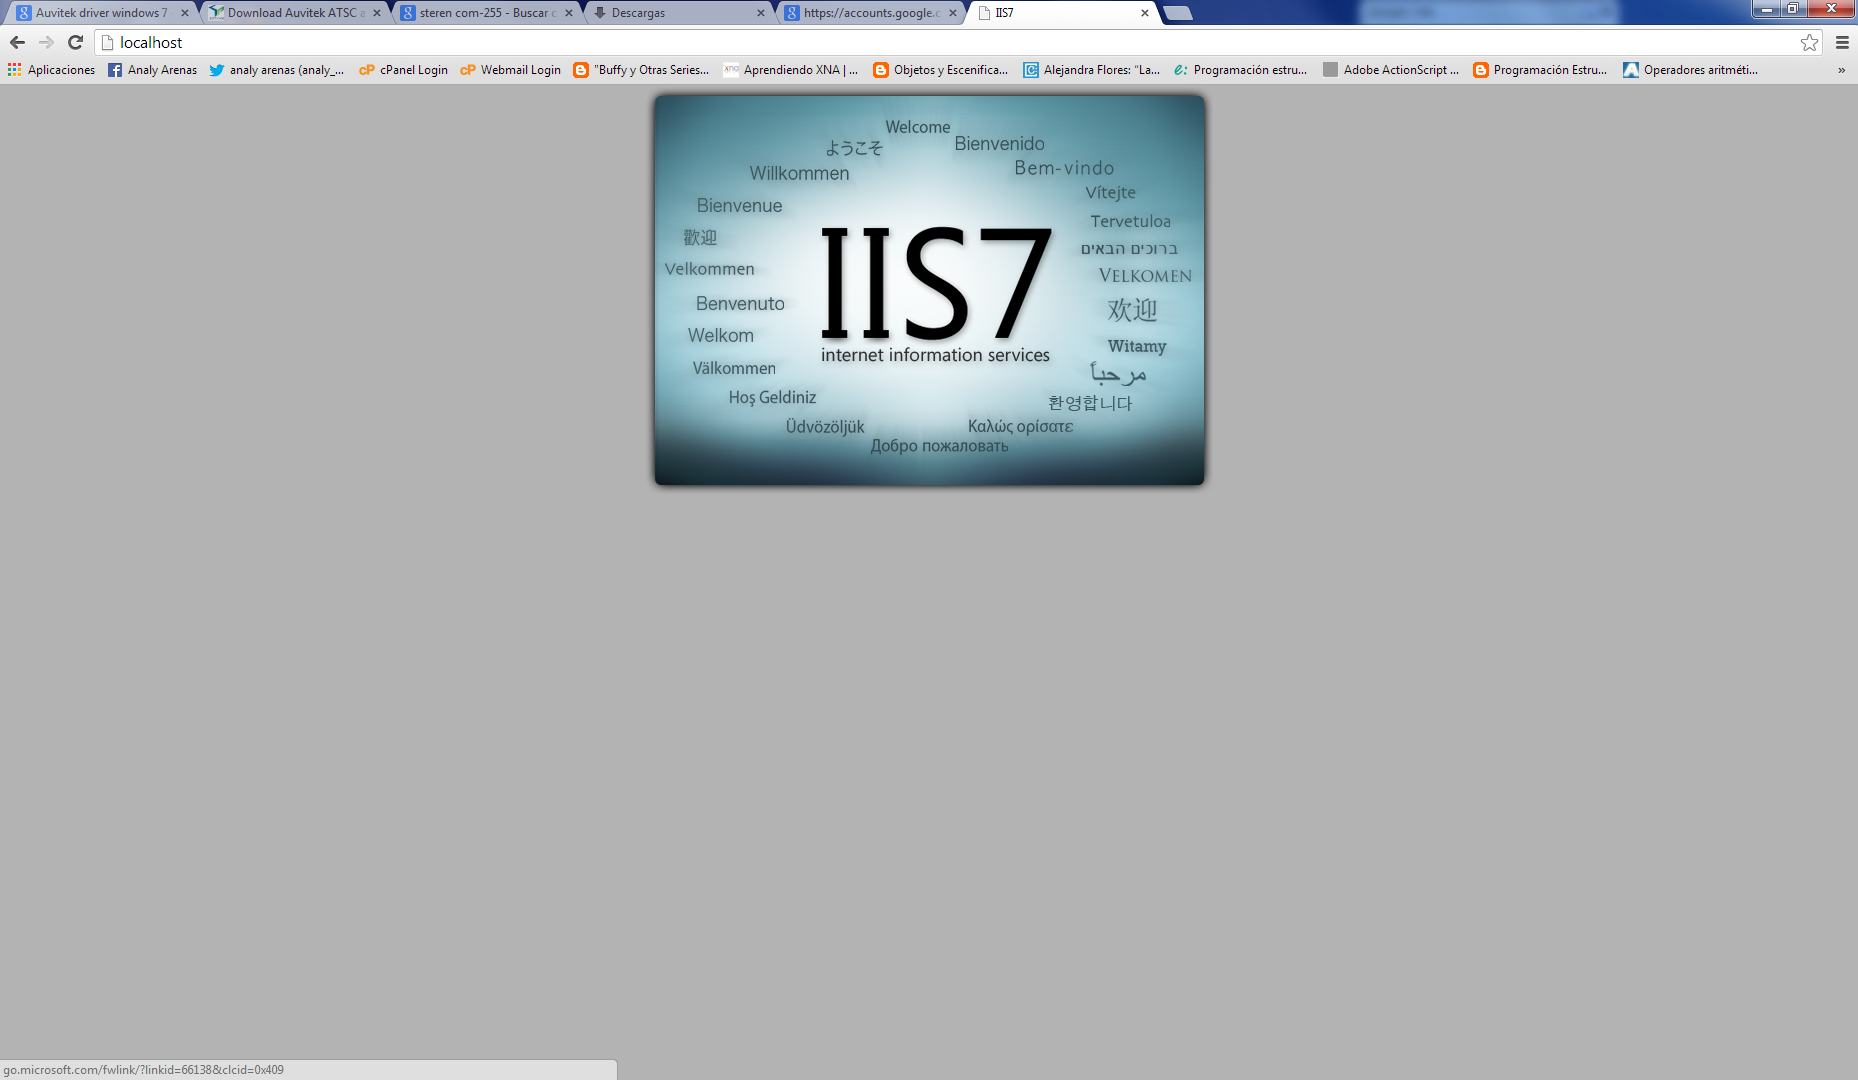 Auvitek driver windows 7
Download Auvitek ATSC
steren com-255 - Buscar c
Descargas
https://accounts.google.c
IIS7
localhost
Aplicaciones
Analy Arenas
analy arenas (analy_...
cPanel Login
Webmail Login
"Buffy y Otras Series...
Aprendiendo XNA | ...
Objetos y Escenifica...
Alejandra Flores: “La...
Programación estru...
Adobe ActionScript ...
Programación Estru...
Operadores aritméti...
»
Welcome
ようこそ
Bienvenido
Willkommen
Bem-vindo
Bienvenue
Vítejte
歡迎
Tervetuloa
ברוכים הבאים
Velkommen
VELKOMEN
Benvenuto
欢迎
Welkom
Witamy
Välkommen
مرحباً
Hoş Geldiniz
환영합니다
Üdvözöljük
Καλώς ορίσατε
Добро пожаловать
IIS7
internet information services
go.microsoft.com/fwlink/?linkid=66138&clcid=0x409